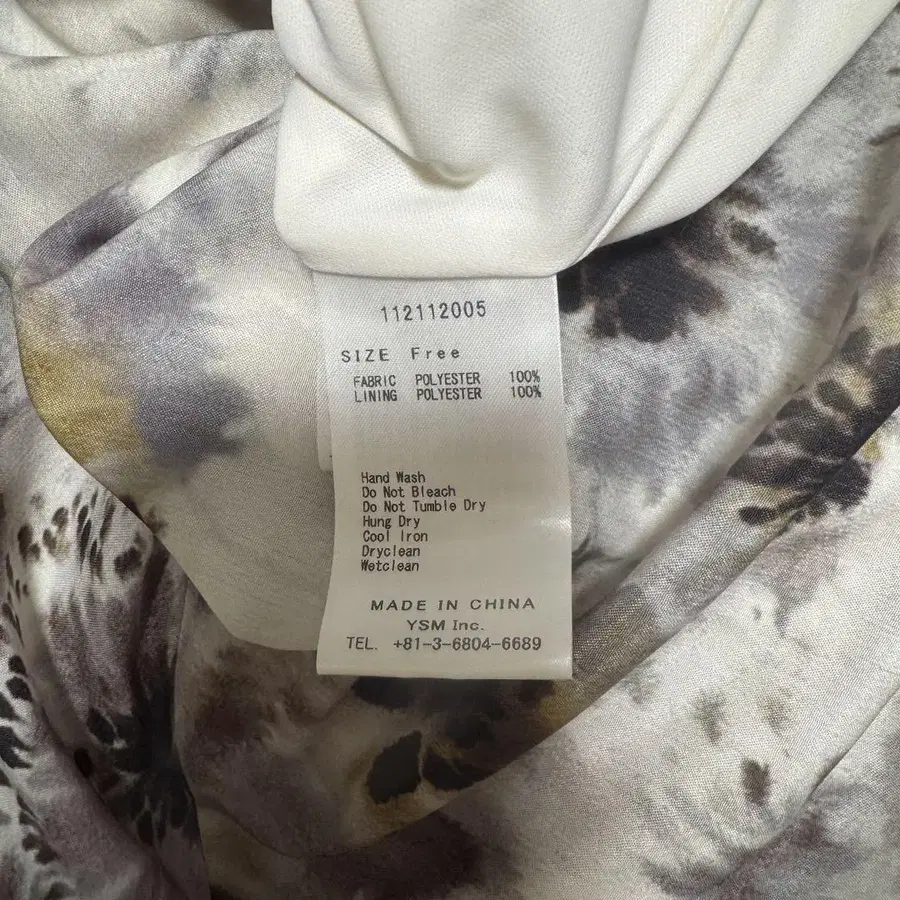 112112005
SIZE Free
FABRIC POLYESTER 100%
LINING POLYESTER 100%
Hand Wash
Do Not Bleach
Do Not Tumble Dry
Hung Dry
Cool Iron
Dryclean
Wetclean
MADE IN CHINA
YSM Inc.
TEL. +81-3-6804-6689